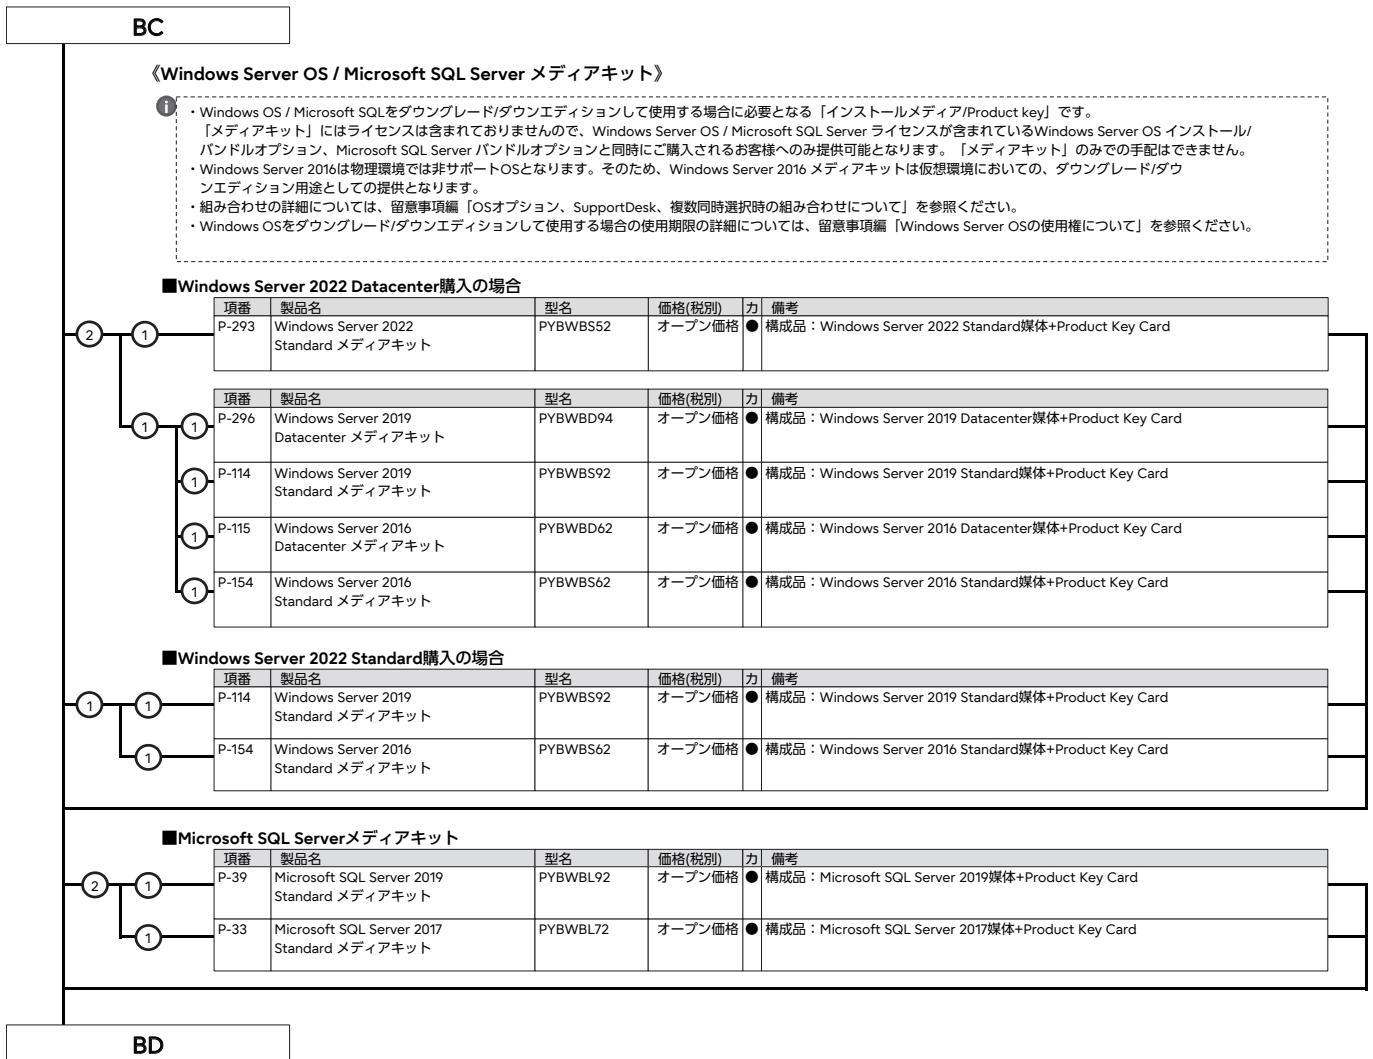 BC
《Windows Server OS / Microsoft SQL Server メディアキット》
・Windows OS / Microsoft SQLをダウングレード/ダウンエディションして使用する場合に必要となる「インストールメディア/Product key」です。
「メディアキット」にはライセンスは含まれておりませんので、Windows Server OS / Microsoft SQL Server ライセンスが含まれているWindows Server OS インストール/
バンドルオプション、Microsoft SQL Server バンドルオプションと同時にご購入されるお客様へのみ提供可能となります。「メディアキット」のみでの手配はできません。
・Windows Server 2016は物理環境では非サポートOSとなります。そのため、Windows Server 2016 メディアキットは仮想環境においての、ダウングレード/ダウ
ンエディション用途としての提供となります。
・組み合わせの詳細については、留意事項編「OSオプション、SupportDesk、複数同時選択時の組み合わせについて」を参照ください。
・Windows OSをダウングレード/ダウンエディションして使用する場合の使用期限の詳細については、留意事項編「Windows Server OSの使用権について」を参照ください。
■Windows Server 2022 Datacenter購入の場合
項番 製品名 型名 価格(税別) カ 備考
2 1 P-293 Windows Server 2022 PYBWBS52 オープン価格 ● 構成品：Windows Server 2022 Standard媒体+Product Key Card
Standard メディアキット
項番 製品名 型名 価格(税別) カ 備考
1 1 P-296 Windows Server 2019 PYBWBD94 オープン価格 ● 構成品：Windows Server 2019 Datacenter媒体+Product Key Card
Datacenter メディアキット
1 P-114 Windows Server 2019 PYBWBS92 オープン価格 ● 構成品：Windows Server 2019 Standard媒体+Product Key Card
Standard メディアキット
1 P-115 Windows Server 2016 PYBWBD62 オープン価格 ● 構成品：Windows Server 2016 Datacenter媒体+Product Key Card
Datacenter メディアキット
1 P-154 Windows Server 2016 PYBWBS62 オープン価格 ● 構成品：Windows Server 2016 Standard媒体+Product Key Card
Standard メディアキット
■Windows Server 2022 Standard購入の場合
項番 製品名 型名 価格(税別) カ 備考
1 1 P-114 Windows Server 2019 PYBWBS92 オープン価格 ● 構成品：Windows Server 2019 Standard媒体+Product Key Card
Standard メディアキット
1 P-154 Windows Server 2016 PYBWBS62 オープン価格 ● 構成品：Windows Server 2016 Standard媒体+Product Key Card
Standard メディアキット
■Microsoft SQL Serverメディアキット
項番 製品名 型名 価格(税別) カ 備考
2 1 P-39 Microsoft SQL Server 2019 PYBWBL92 オープン価格 ● 構成品：Microsoft SQL Server 2019媒体+Product Key Card
Standard メディアキット
1 P-33 Microsoft SQL Server 2017 PYBWBL72 オープン価格 ● 構成品：Microsoft SQL Server 2017媒体+Product Key Card
Standard メディアキット
BD